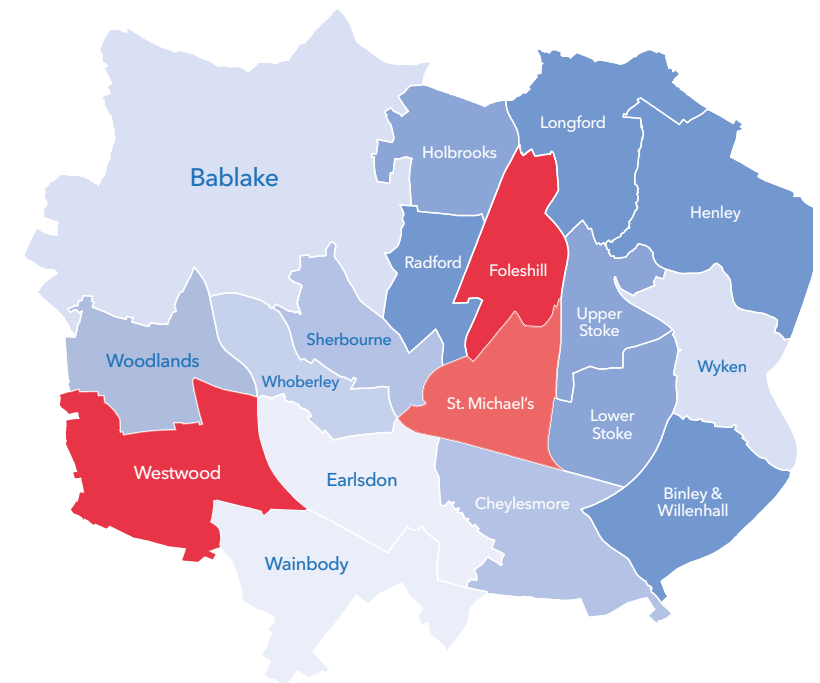 Longford
Holbrooks
Bablake
Henley
Radford
Foleshill
Upper
Stoke
Sherbourne
Woodlands
Wyken
Whoberley
St. Michael's
Lower
Stoke
Westwood
Earlsdon
Binley &
Willenhall
Cheylesmore
Wainbody